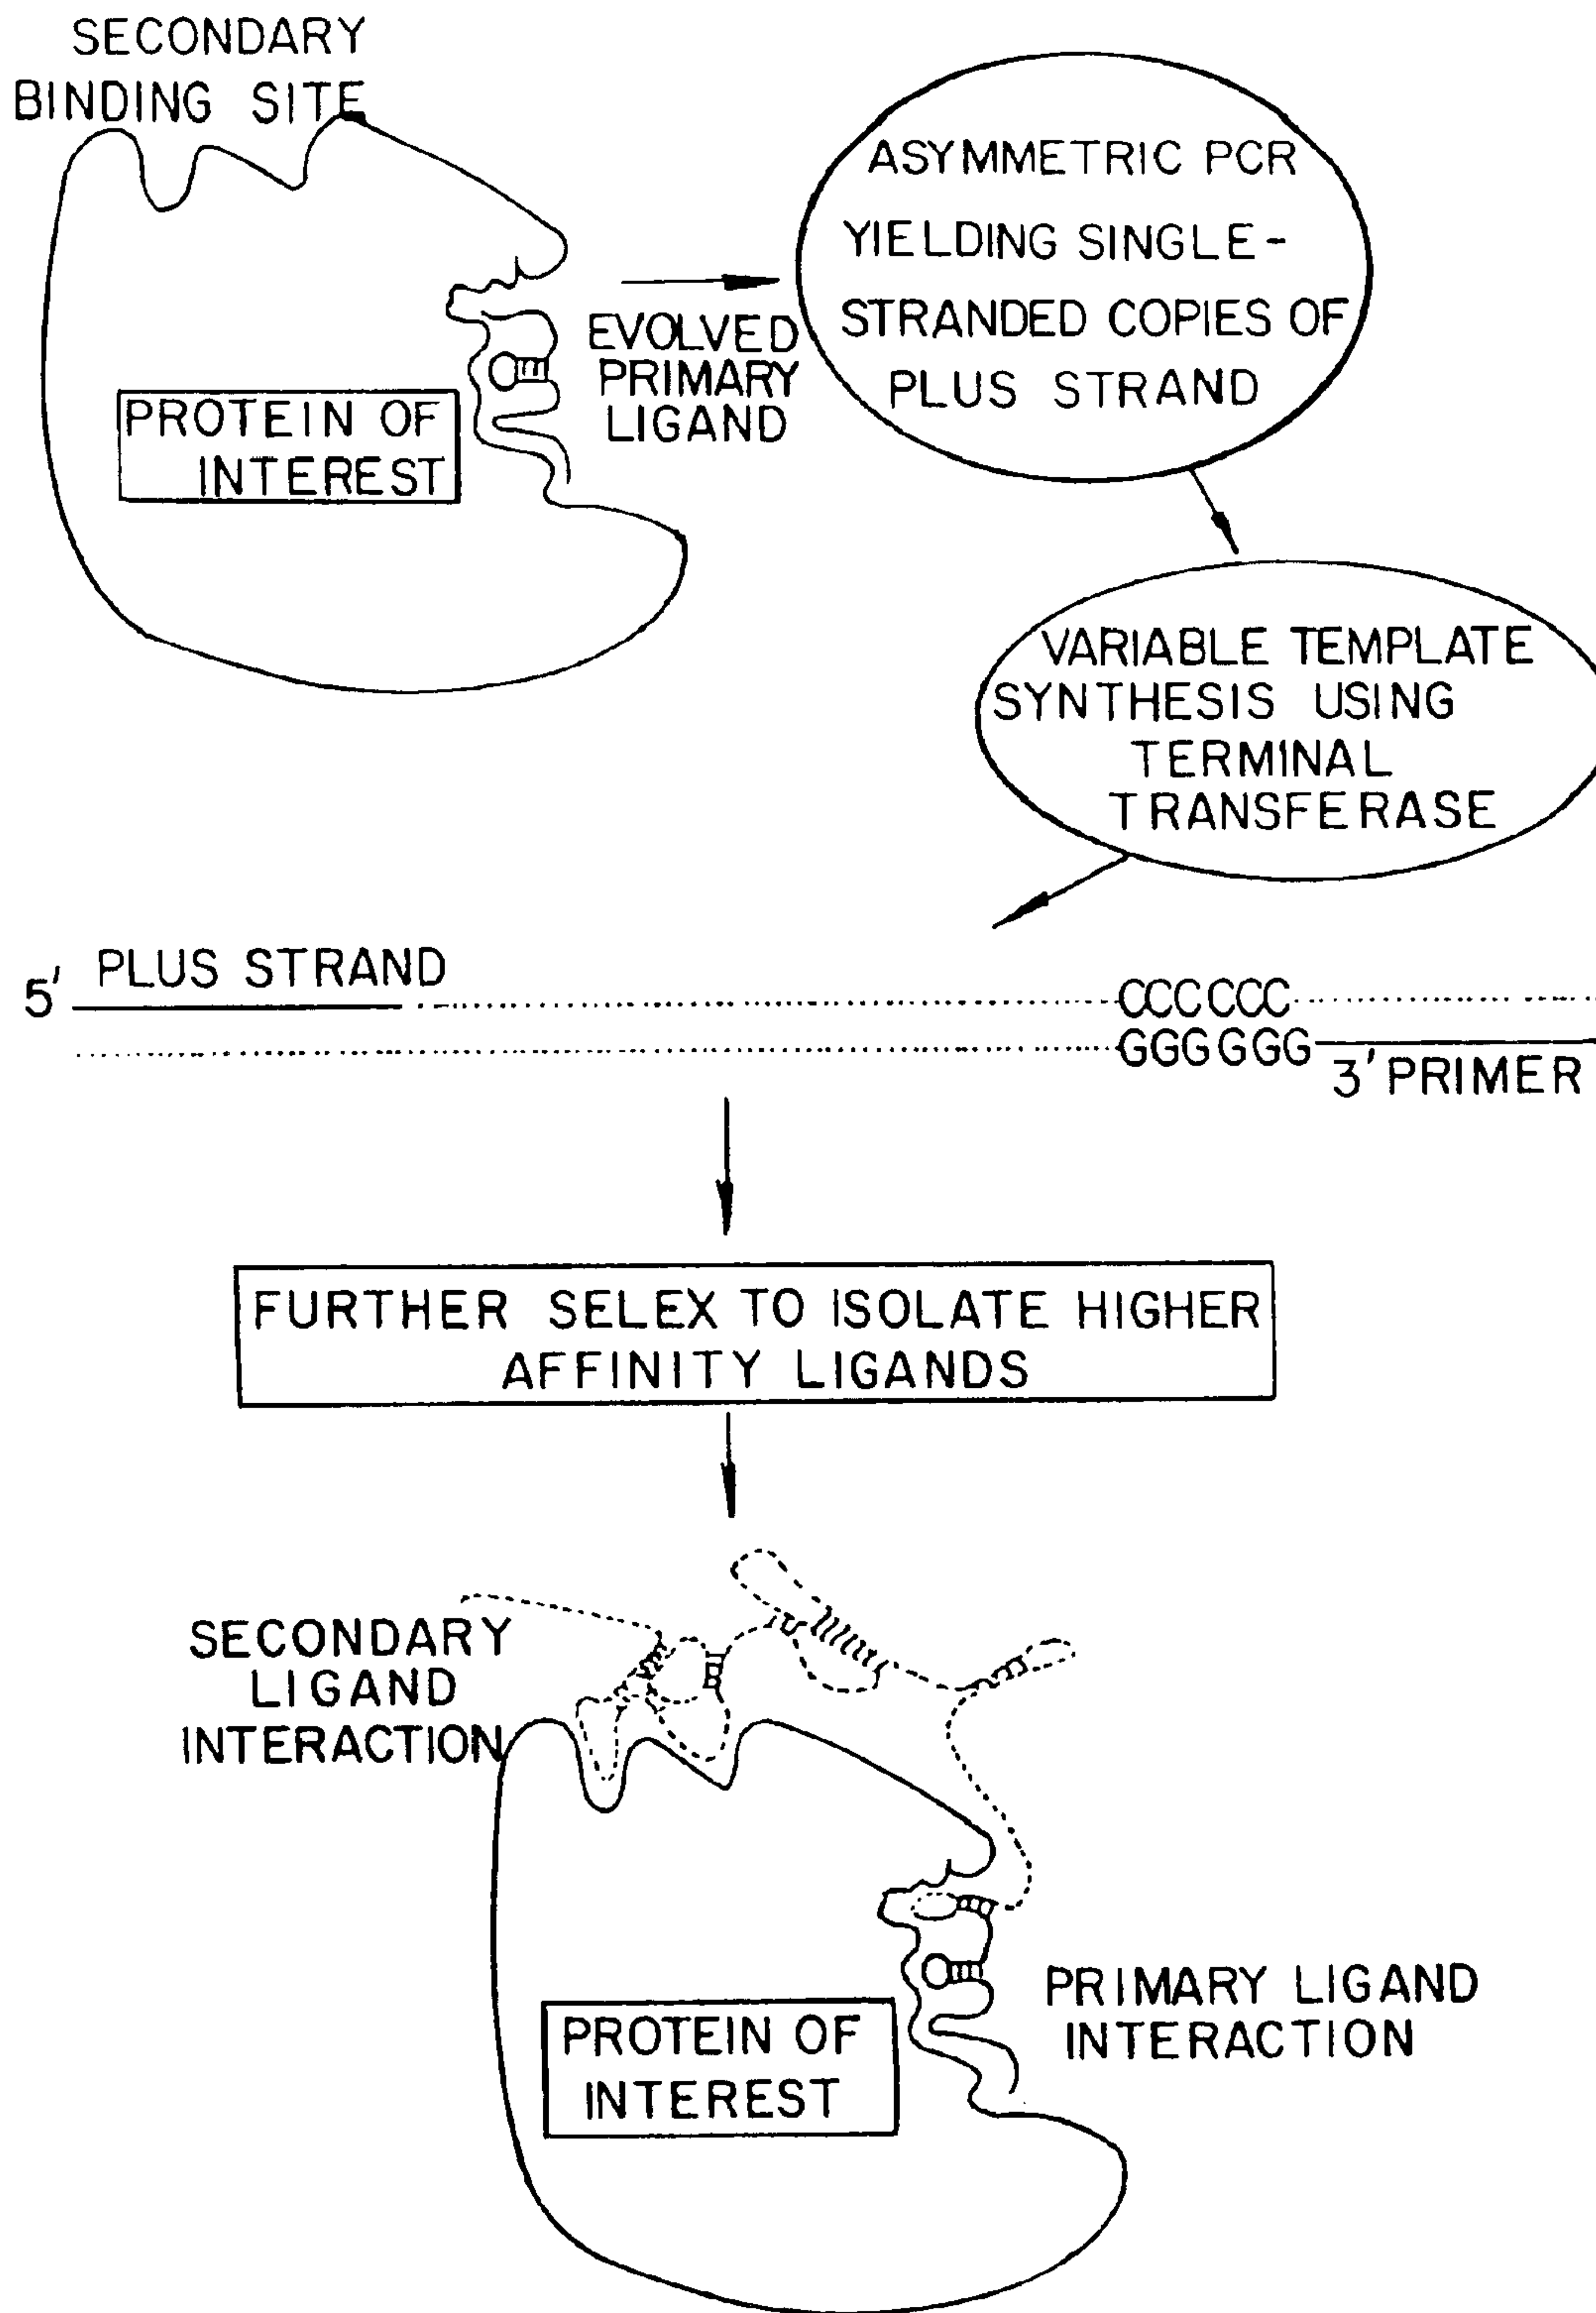 SECONDARY
BINDING SITE
ASYMMETRIC PCR
YIELDING SINGLE-
STRANDED COPIES OF
PLUS STRAND
EVOLVED
PRIMARY
LIGAND
PROTEIN OF
INTEREST
VARIABLE TEMPLATE
SYNTHESIS USING
TERMINAL
TRANSFERASE
5' PLUS STRAND
CCCCCC
GGGGGG
3' PRIMER
FURTHER SELEX TO ISOLATE HIGHER
AFFINITY LIGANDS
SECONDARY
LIGAND
INTERACTION
PRIMARY LIGAND
INTERACTION
PROTEIN OF
INTEREST